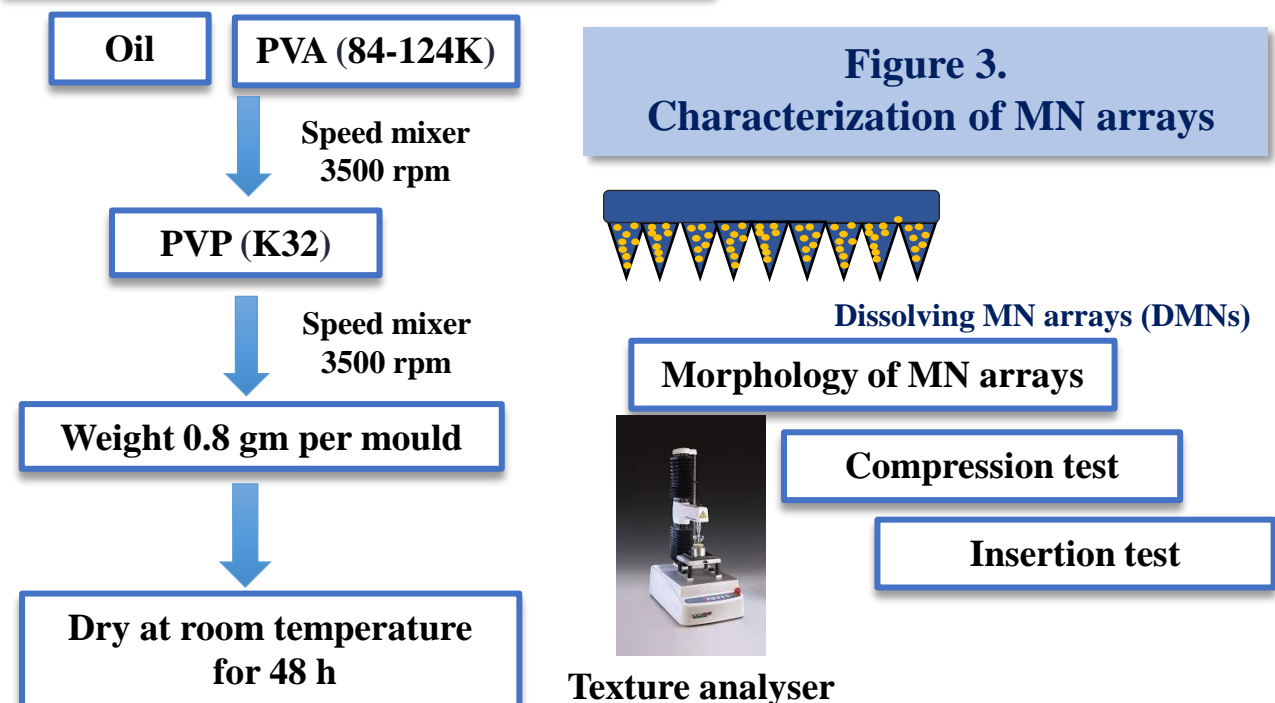 Oil
PVA (84-124K)
Speed mixer
3500 rpm
PVP (K32)
Speed mixer
3500 rpm
Weight 0.8 gm per mould
Dry at room temperature
for 48 h
Figure 3.
Characterization of MN arrays
Dissolving MN arrays (DMNs)
Morphology of MN arrays
Compression test
Insertion test
Texture analyser